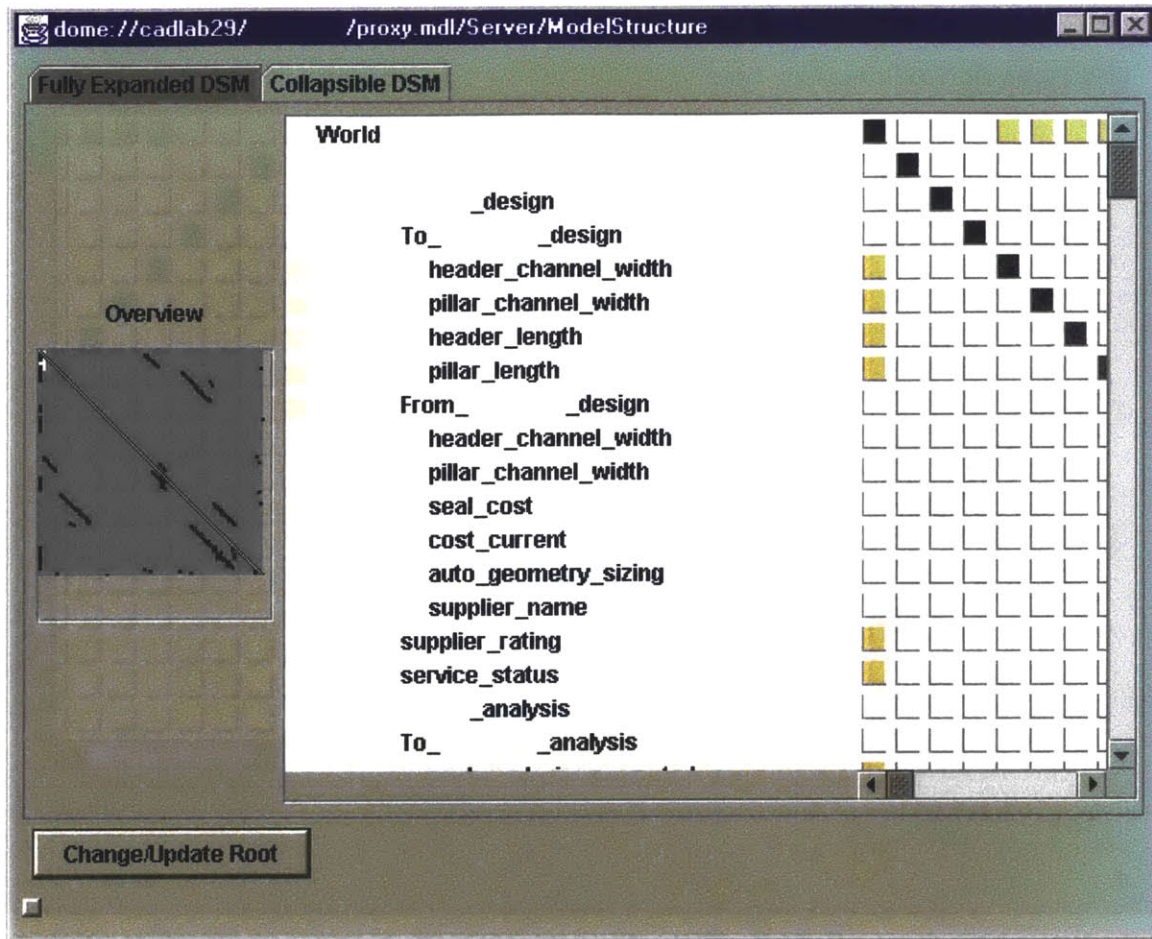 dome://cadlab29/ /proxy.mdl/Server/ModelStructure
Fully Expanded DSM Collapsible DSM
World
_design
To_ _design
header_channel_width
pillar_channel_width
header_length
pillar_length
Overview
From_ _design
header_channel_width
pillar_channel_width
seal_cost
cost_current
auto_geometry_sizing
supplier_name
supplier_rating
service_status
_analysis
To_ _analysis
Change/Update Root